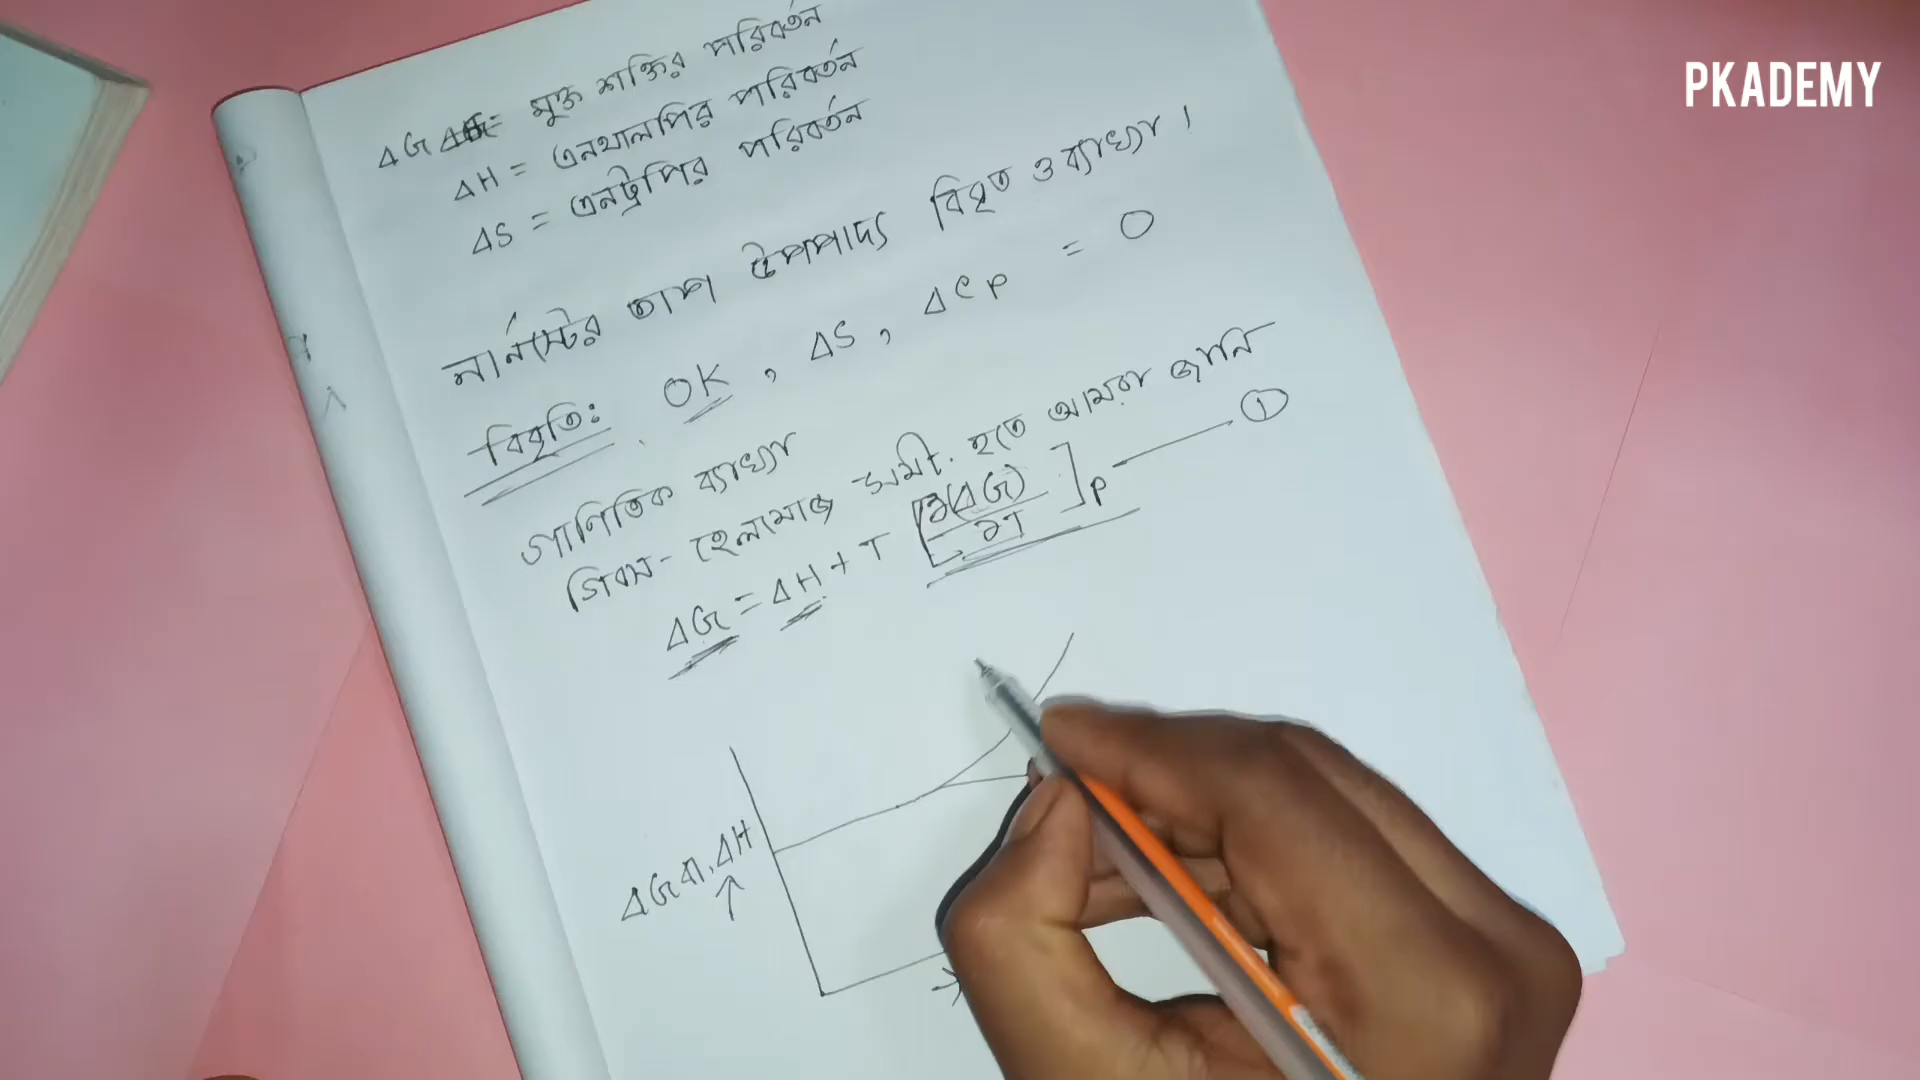 PKADEMY
ΔG = মুক্ত শক্তির পরিবর্তন
ΔH = এনথালপির পরিবর্তন
ΔS = এনট্রপির পরিবর্তন
নার্নস্টের তাপ উপপাদ্য বিবৃত ও ব্যাখ্যা।
বিবৃতিঃ OK, ΔS, ΔCp = 0
গাণিতিক ব্যাখ্যা
গিবস-হেলমোজ সমী. হতে আমরা জানি
ΔG = ΔH + T [∂(ΔG)/∂T]P — ①
ΔG বা, ΔH